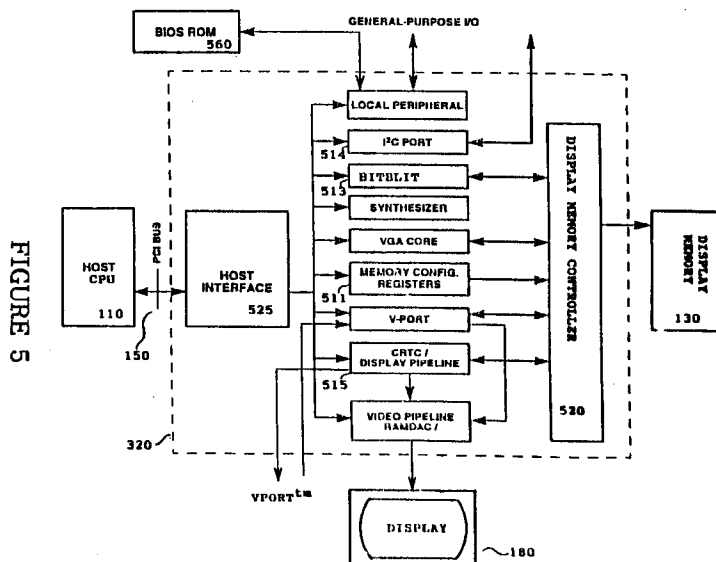 GENERAL-PURPOSE I/O
BIOS ROM
560
LOCAL PERIPHERAL
I²C PORT
514
BITBLIT
513
SYNTHESIZER
VGA CORE
MEMORY CONFIG.
REGISTERS
511
V-PORT
CRTC /
DISPLAY PIPELINE
515
VIDEO PIPELINE
RAMDAC /
HOST
CPU
110
PCI BUS
150
HOST
INTERFACE
525
DISPLAY MEMORY CONTROLLER
520
DISPLAY
MEMORY
130
320
VPORT™
DISPLAY
180
FIGURE 5